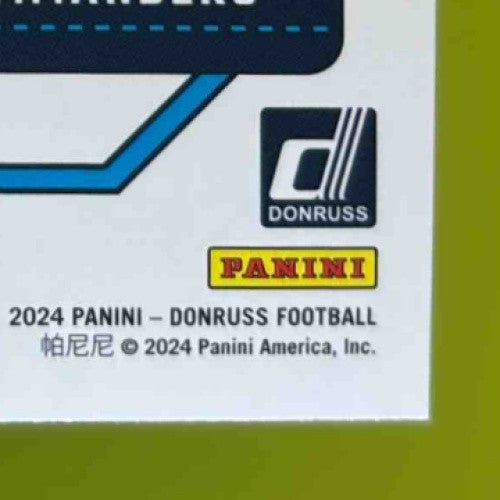 DONRUSS
PANINI
2024 PANINI – DONRUSS FOOTBALL
帕尼尼 © 2024 Panini America, Inc.